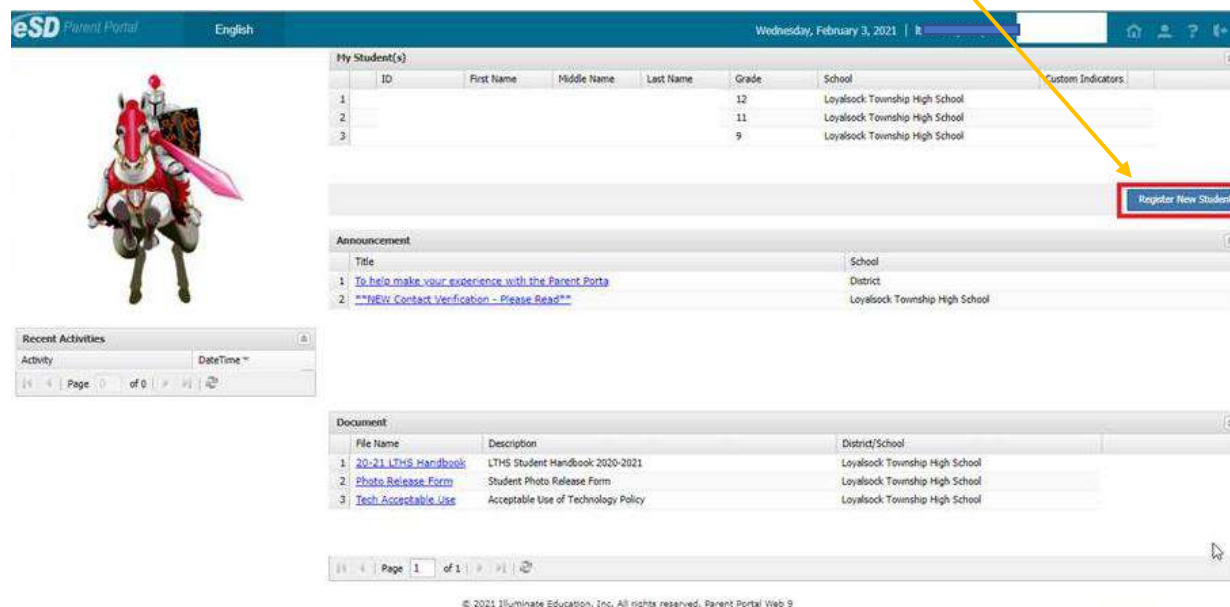 eSD Parent Portal English Wednesday, February 3, 2021 |
My Student(s)
ID First Name Middle Name Last Name Grade School Custom Indicators
1 12 Loyalsock Township High School
2 11 Loyalsock Township High School
3 9 Loyalsock Township High School
Register New Student
Announcement
Title School
1 To help make your experience with the Parent Porta District
2 **NEW Contact Verification - Please Read** Loyalsock Township High School
Recent Activities
Activity DateTime
Page 0 of 0
Document
File Name Description District/School
1 20-21 LTHS Handbook LTHS Student Handbook 2020-2021 Loyalsock Township High School
2 Photo Release Form Student Photo Release Form Loyalsock Township High School
3 Tech Acceptable Use Acceptable Use of Technology Policy Loyalsock Township High School
Page 1 of 1
© 2021 Illuminate Education, Inc. All rights reserved. Parent Portal Web 9